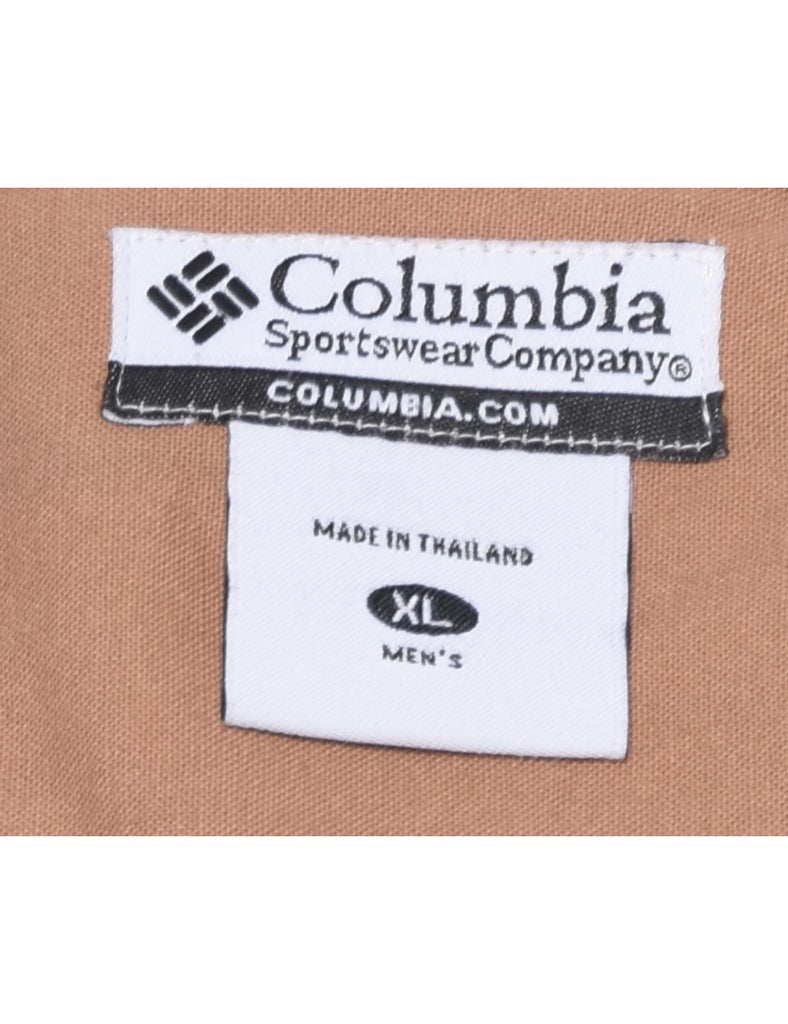 Columbia
Sportswear Company®
COLUMBIA.COM
MADE IN THAILAND
XL
MEN'S